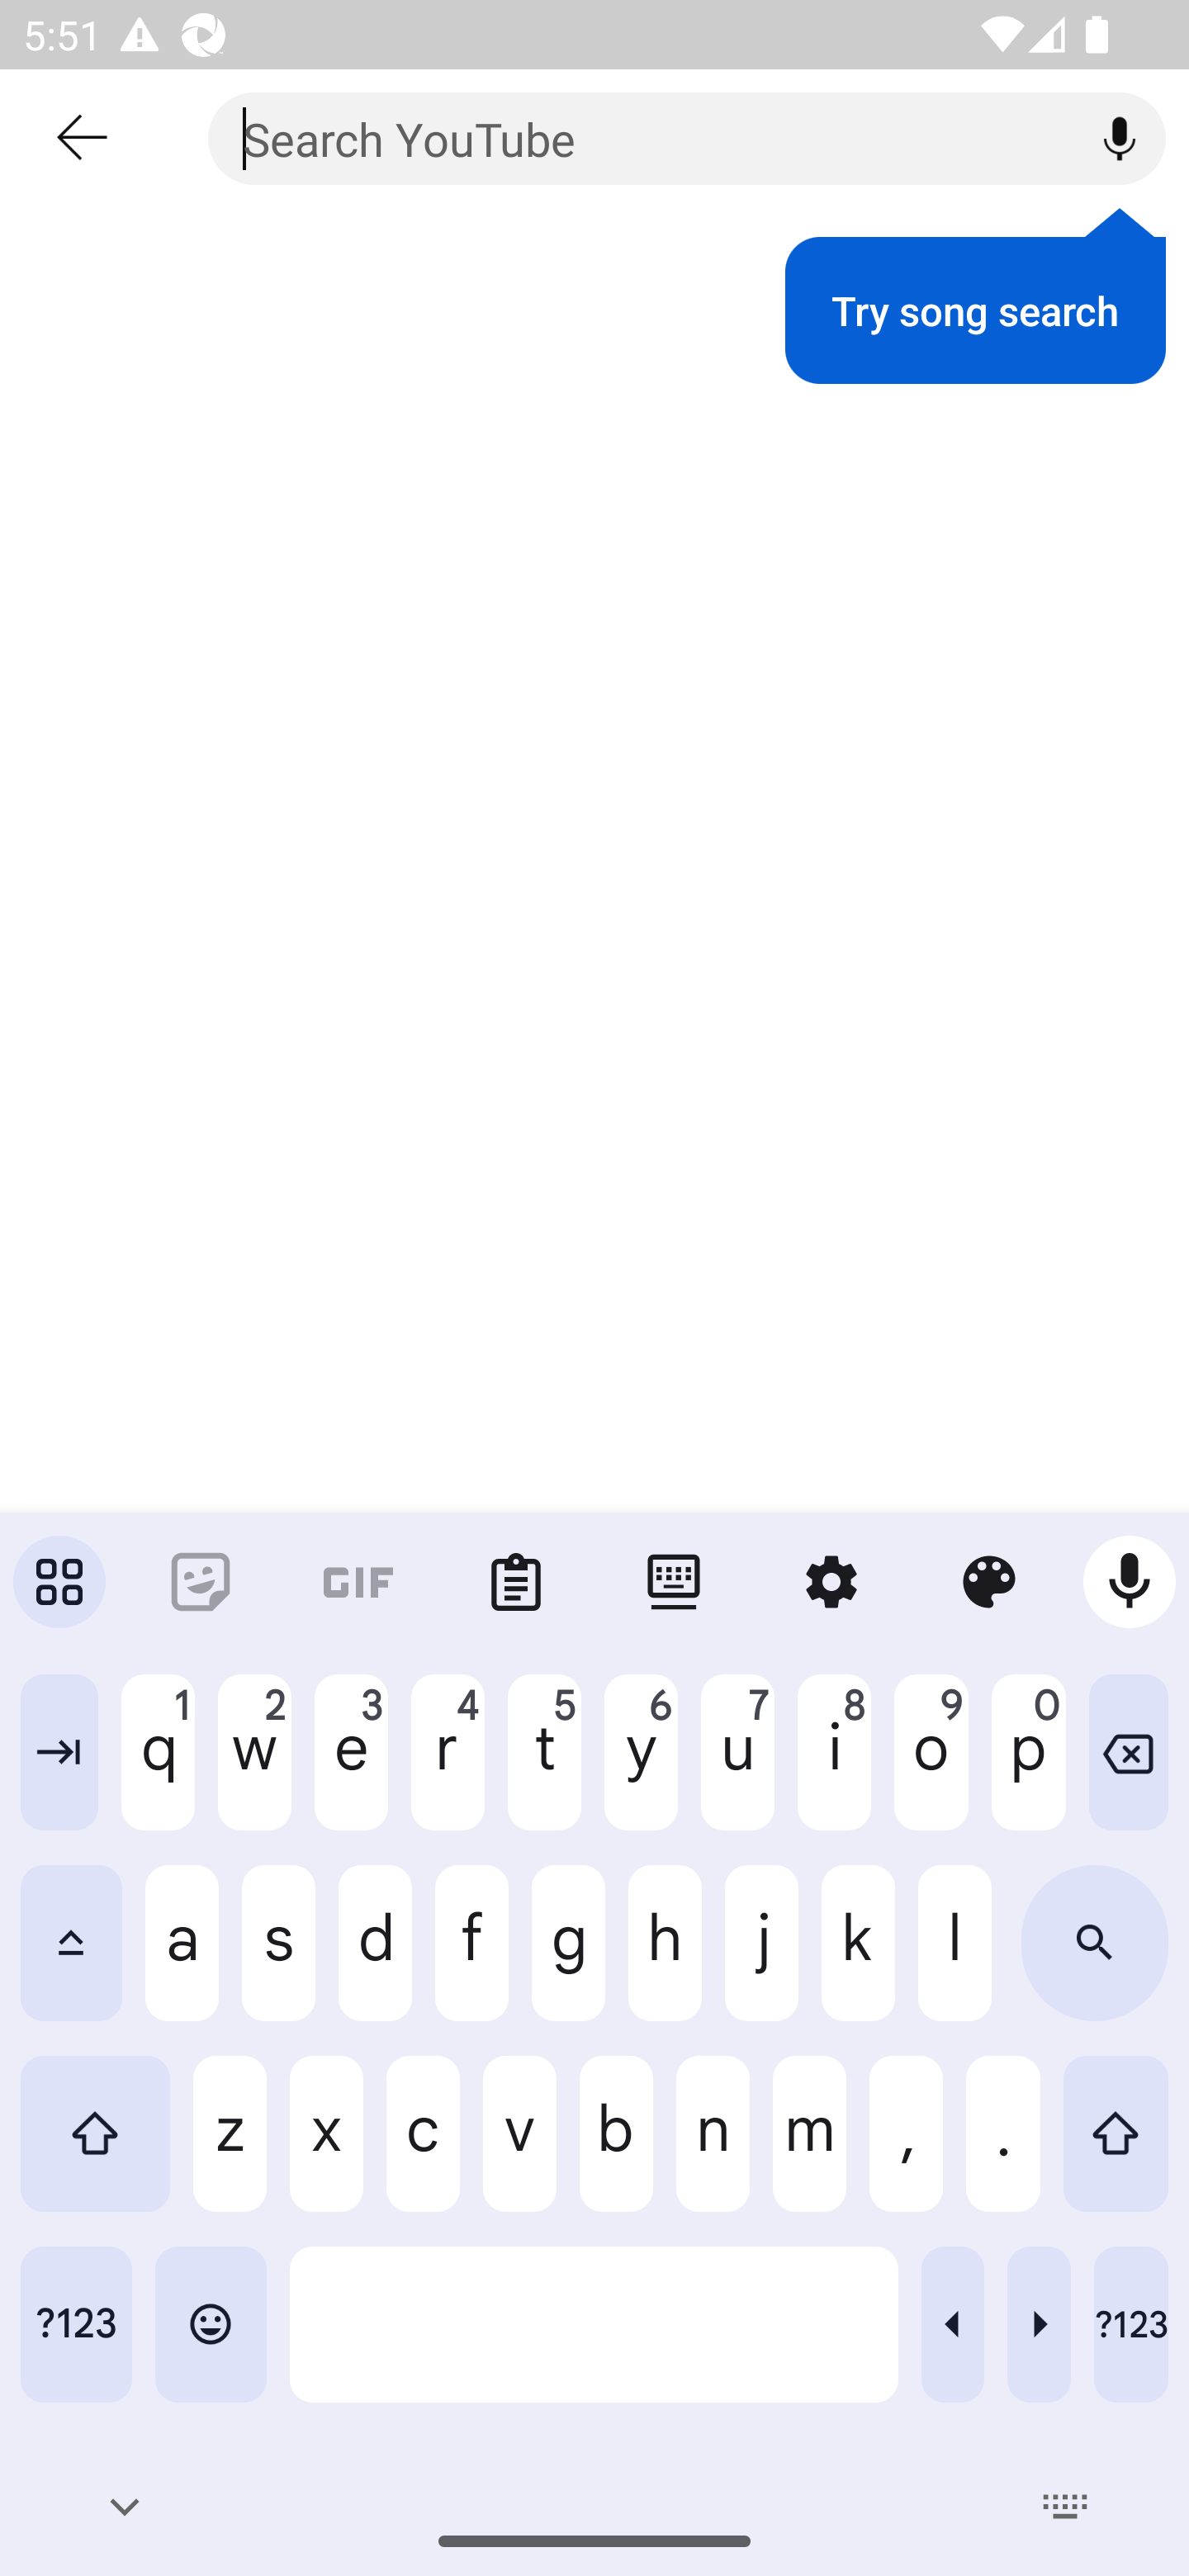 5:51
Search YouTube
Try song search
GIF
1 2 3 4 5 6 7 8 9 0
q w e r t y u i o p
a s d f g h j k l
z x c v b n m , .
?123 ?123